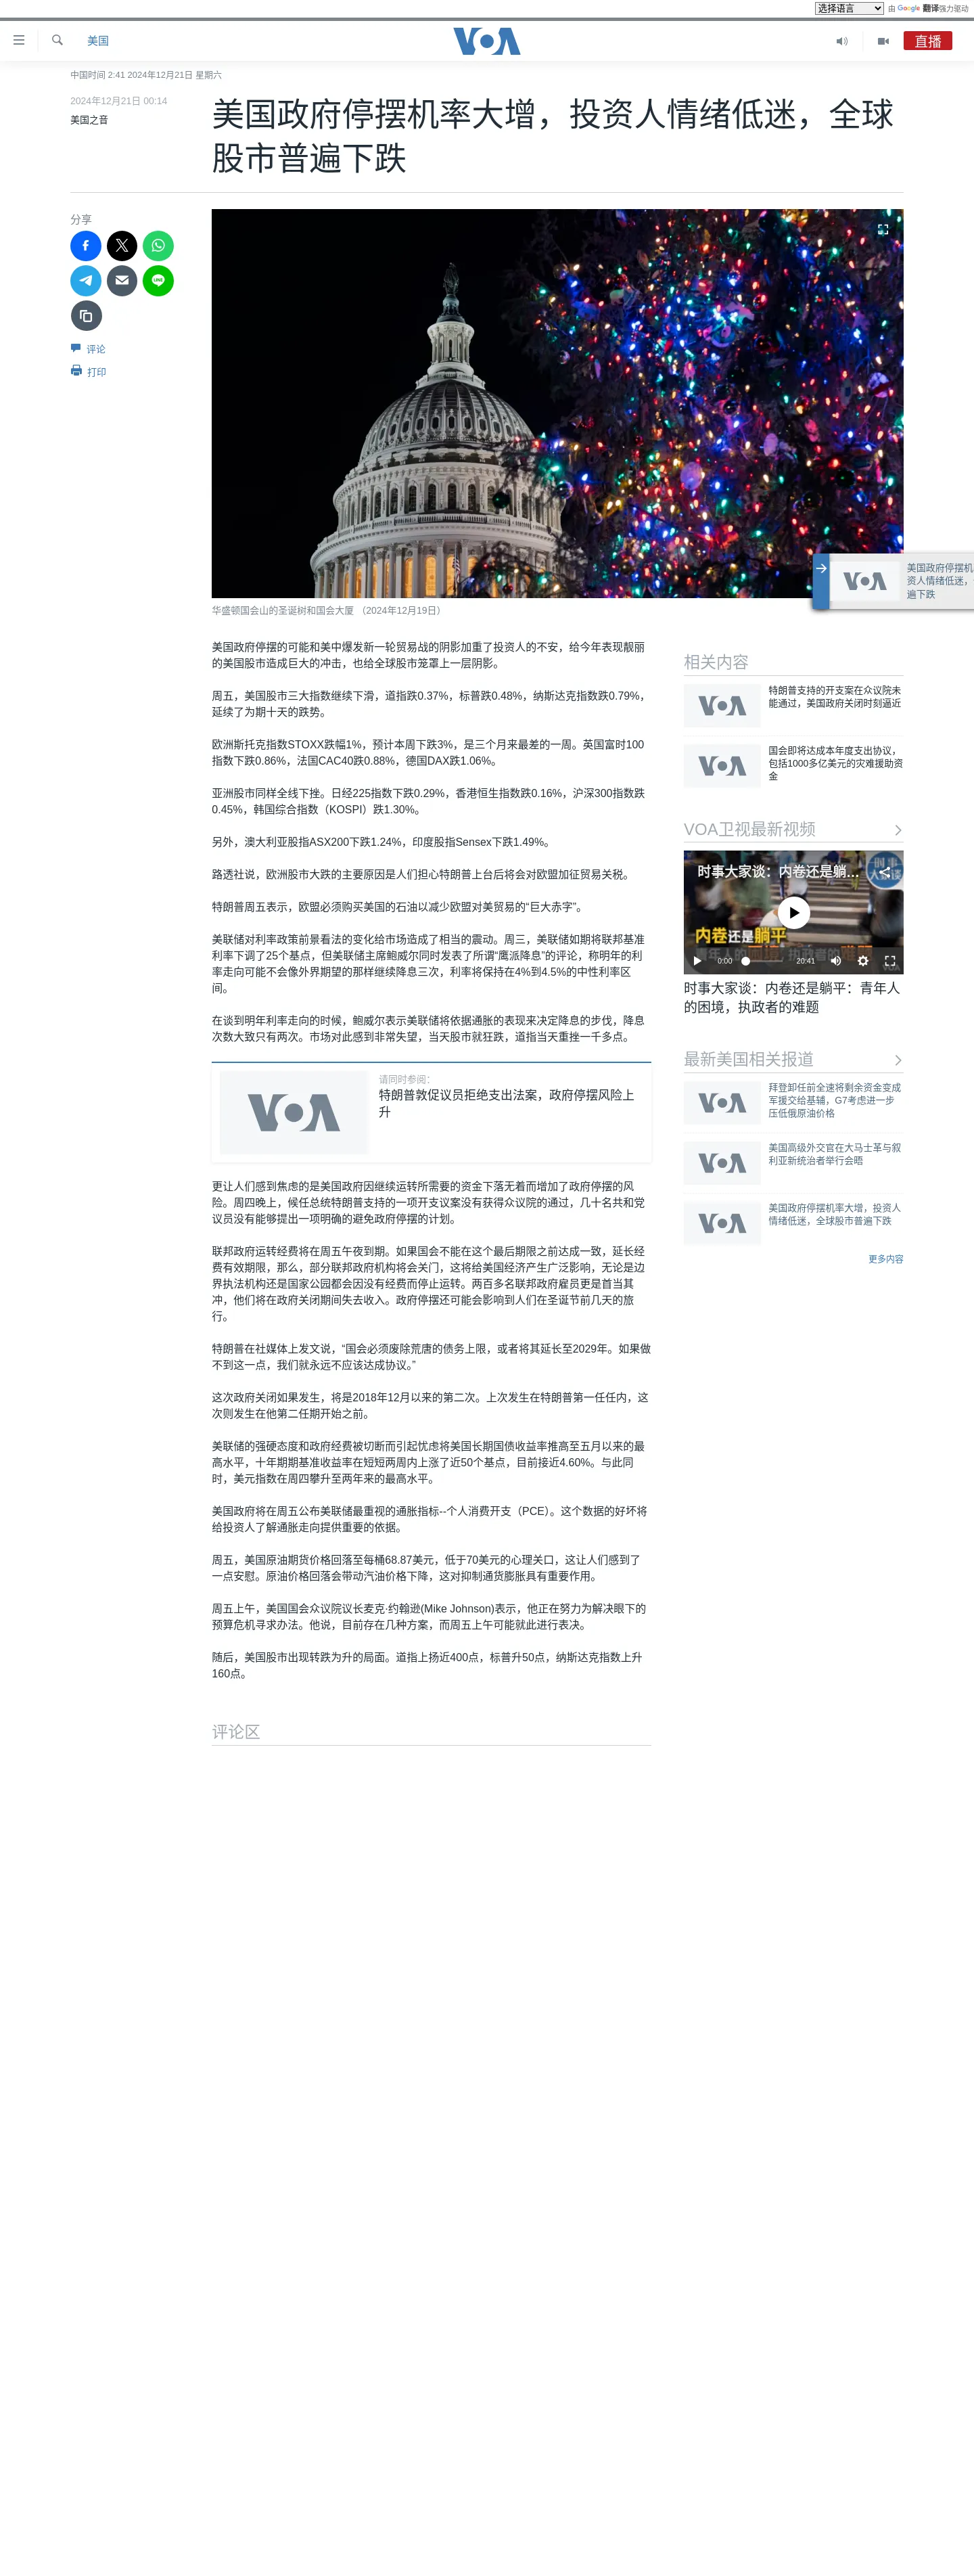 选择语言
由 Google 翻译强力驱动
美国
VOA
直播
中国时间 2:41 2024年12月21日 星期六
2024年12月21日 00:14
美国之音
美国政府停摆机率大增，投资人情绪低迷，全球
股市普遍下跌
分享
评论
打印
华盛顿国会山的圣诞树和国会大厦 （2024年12月19日）
VOA
美国政府停摆机
资人情绪低迷，
遍下跌
美国政府停摆的可能和美中爆发新一轮贸易战的阴影加重了投资人的不安，给今年表现靓丽
的美国股市造成巨大的冲击，也给全球股市笼罩上一层阴影。
周五，美国股市三大指数继续下滑，道指跌0.37%，标普跌0.48%，纳斯达克指数跌0.79%，
延续了为期十天的跌势。
欧洲斯托克指数STOXX跌幅1%，预计本周下跌3%，是三个月来最差的一周。英国富时100
指数下跌0.86%，法国CAC40跌0.88%，德国DAX跌1.06%。
亚洲股市同样全线下挫。日经225指数下跌0.29%，香港恒生指数跌0.16%，沪深300指数跌
0.45%，韩国综合指数（KOSPI）跌1.30%。
另外，澳大利亚股指ASX200下跌1.24%，印度股指Sensex下跌1.49%。
路透社说，欧洲股市大跌的主要原因是人们担心特朗普上台后将会对欧盟加征贸易关税。
特朗普周五表示，欧盟必须购买美国的石油以减少欧盟对美贸易的“巨大赤字”。
美联储对利率政策前景看法的变化给市场造成了相当的震动。周三，美联储如期将联邦基准
利率下调了25个基点，但美联储主席鲍威尔同时发表了所谓“鹰派降息”的评论，称明年的利
率走向可能不会像外界期望的那样继续降息三次，利率将保持在4%到4.5%的中性利率区
间。
在谈到明年利率走向的时候，鲍威尔表示美联储将依据通胀的表现来决定降息的步伐，降息
次数大致只有两次。市场对此感到非常失望，当天股市就狂跌，道指当天重挫一千多点。
VOA
请同时参阅：
特朗普敦促议员拒绝支出法案，政府停摆风险上
升
更让人们感到焦虑的是美国政府因继续运转所需要的资金下落无着而增加了政府停摆的风
险。周四晚上，候任总统特朗普支持的一项开支议案没有获得众议院的通过，几十名共和党
议员没有能够提出一项明确的避免政府停摆的计划。
联邦政府运转经费将在周五午夜到期。如果国会不能在这个最后期限之前达成一致，延长经
费有效期限，那么，部分联邦政府机构将会关门，这将给美国经济产生广泛影响，无论是边
界执法机构还是国家公园都会因没有经费而停止运转。两百多名联邦政府雇员更是首当其
冲，他们将在政府关闭期间失去收入。政府停摆还可能会影响到人们在圣诞节前几天的旅
行。
特朗普在社媒体上发文说，“国会必须废除荒唐的债务上限，或者将其延长至2029年。如果做
不到这一点，我们就永远不应该达成协议。”
这次政府关闭如果发生，将是2018年12月以来的第二次。上次发生在特朗普第一任任内，这
次则发生在他第二任期开始之前。
美联储的强硬态度和政府经费被切断而引起忧虑将美国长期国债收益率推高至五月以来的最
高水平，十年期期基准收益率在短短两周内上涨了近50个基点，目前接近4.60%。与此同
时，美元指数在周四攀升至两年来的最高水平。
美国政府将在周五公布美联储最重视的通胀指标--个人消费开支（PCE）。这个数据的好坏将
给投资人了解通胀走向提供重要的依据。
周五，美国原油期货价格回落至每桶68.87美元，低于70美元的心理关口，这让人们感到了
一点安慰。原油价格回落会带动汽油价格下降，这对抑制通货膨胀具有重要作用。
周五上午，美国国会众议院议长麦克·约翰逊(Mike Johnson)表示，他正在努力为解决眼下的
预算危机寻求办法。他说，目前存在几种方案，而周五上午可能就此进行表决。
随后，美国股市出现转跌为升的局面。道指上扬近400点，标普升50点，纳斯达克指数上升
160点。
评论区
相关内容
VOA
特朗普支持的开支案在众议院未
能通过，美国政府关闭时刻逼近
VOA
国会即将达成本年度支出协议，
包括1000多亿美元的灾难援助资
金
VOA卫视最新视频
时事大家谈：内卷还是躺...
时事
大家谈
内卷还是躺平
0:00
20:41
VOA
时事大家谈：内卷还是躺平：青年人
的困境，执政者的难题
最新美国相关报道
VOA
拜登卸任前全速将剩余资金变成
军援交给基辅，G7考虑进一步
压低俄原油价格
VOA
美国高级外交官在大马士革与叙
利亚新统治者举行会晤
VOA
美国政府停摆机率大增，投资人
情绪低迷，全球股市普遍下跌
更多内容